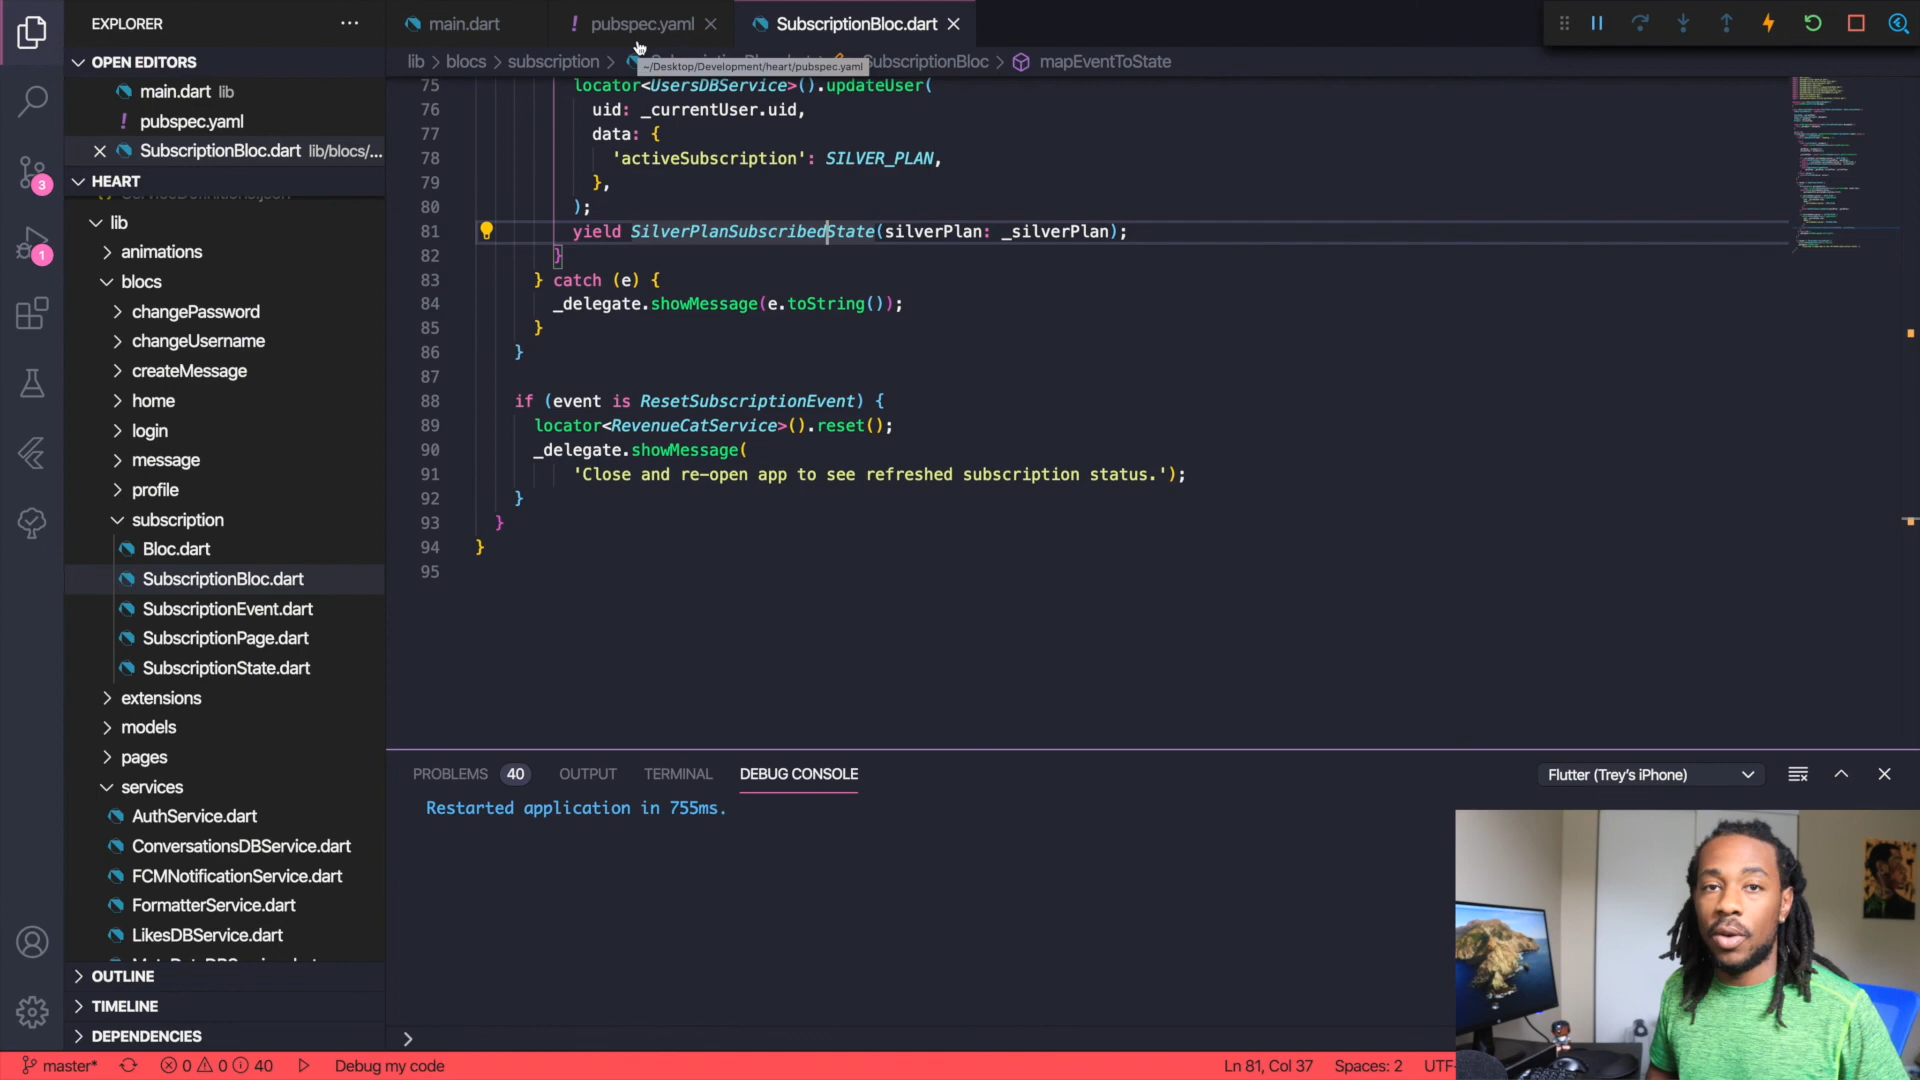 EXPLORER
main.dart
! pubspec.yaml
SubscriptionBloc.dart
OPEN EDITORS
main.dart lib
! pubspec.yaml
SubscriptionBloc.dart lib/blocs/...
HEART
lib
animations
blocs
changePassword
changeUsername
createMessage
home
login
message
profile
subscription
Bloc.dart
SubscriptionBloc.dart
SubscriptionEvent.dart
SubscriptionPage.dart
SubscriptionState.dart
extensions
models
pages
services
AuthService.dart
ConversationsDBService.dart
FCMNotificationService.dart
FormatterService.dart
LikesDBService.dart
OUTLINE
TIMELINE
DEPENDENCIES
3
1
lib > blocs > subscription > SubscriptionBloc > mapEventToState
~/Desktop/Development/heart/pubspec.yaml
75 locator<UsersDBService>().updateUser(
76 uid: _currentUser.uid,
77 data: {
78 'activeSubscription': SILVER_PLAN,
79 },
80 );
81 yield SilverPlanSubscribedState(silverPlan: _silverPlan);
82 }
83 } catch (e) {
84 _delegate.showMessage(e.toString());
85 }
86 }
87
88 if (event is ResetSubscriptionEvent) {
89 locator<RevenueCatService>().reset();
90 _delegate.showMessage(
91 'Close and re-open app to see refreshed subscription status.');
92 }
93 }
94 }
95
PROBLEMS 40 OUTPUT TERMINAL DEBUG CONSOLE
Flutter (Trey's iPhone)
Restarted application in 755ms.
master* 0 0 40 Debug my code
Ln 81, Col 37 Spaces: 2 UTF-